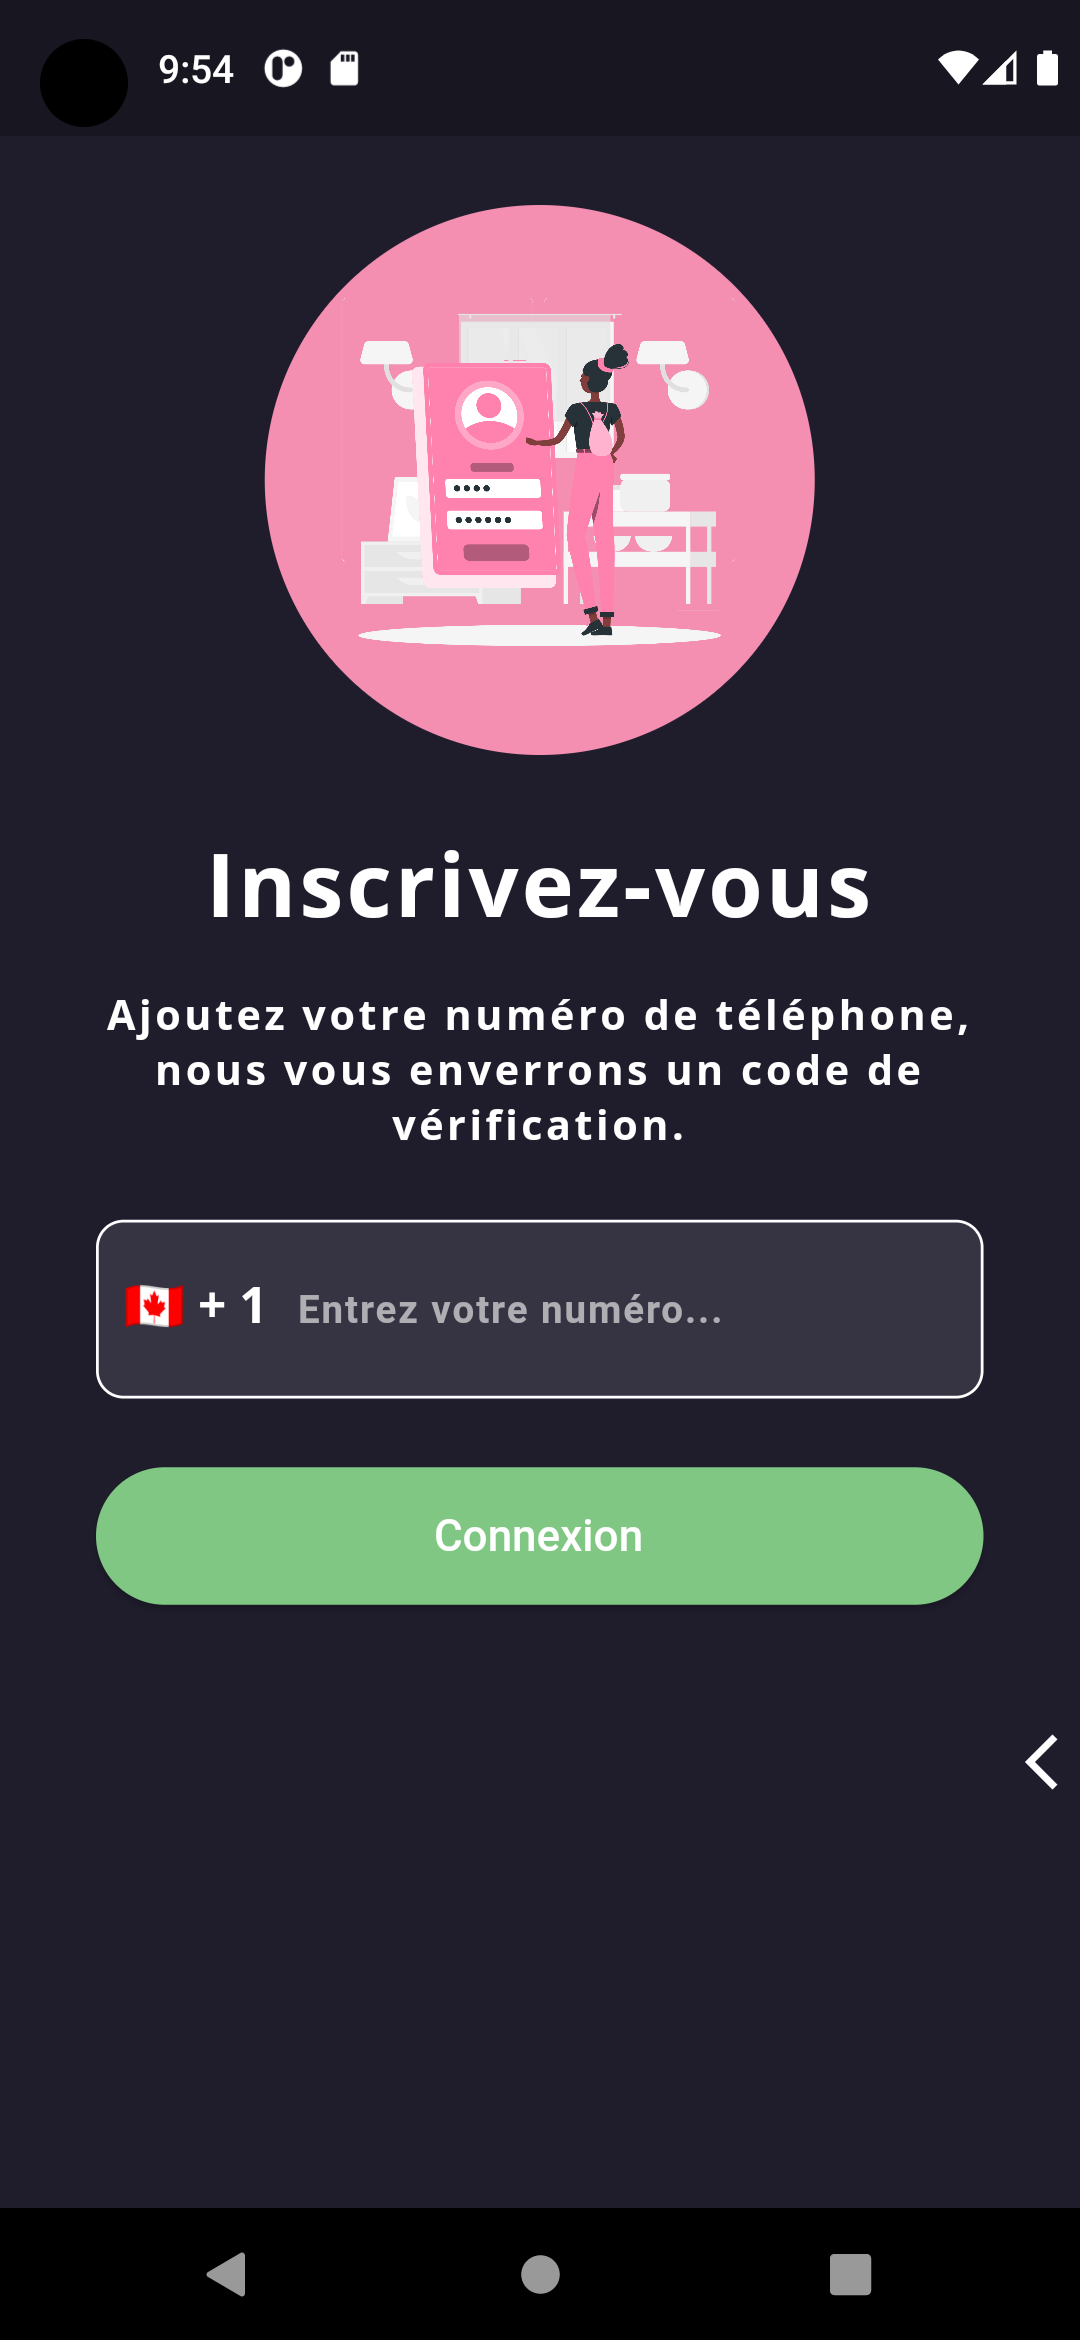 9:54
Inscrivez-vous
Ajoutez votre numéro de téléphone,
nous vous enverrons un code de
vérification.
🇨🇦 + 1 Entrez votre numéro...
Connexion